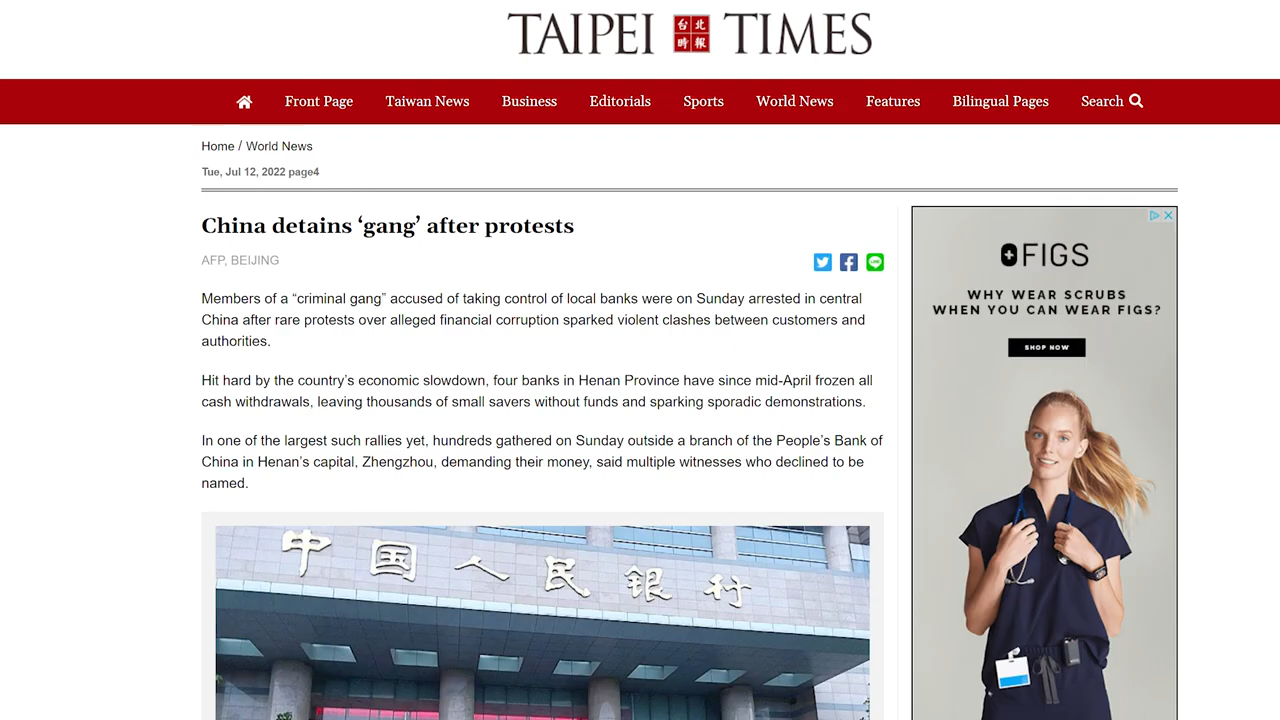 TAIPEI 台北時報 TIMES
Front Page Taiwan News Business Editorials Sports World News Features Bilingual Pages Search
Home / World News
Tue, Jul 12, 2022 page4
China detains ‘gang’ after protests
AFP, BEIJING
Members of a “criminal gang” accused of taking control of local banks were on Sunday arrested in central
China after rare protests over alleged financial corruption sparked violent clashes between customers and
authorities.
Hit hard by the country’s economic slowdown, four banks in Henan Province have since mid-April frozen all
cash withdrawals, leaving thousands of small savers without funds and sparking sporadic demonstrations.
In one of the largest such rallies yet, hundreds gathered on Sunday outside a branch of the People’s Bank of
China in Henan’s capital, Zhengzhou, demanding their money, said multiple witnesses who declined to be
named.
中国人民银行
FIGS
WHY WEAR SCRUBS
WHEN YOU CAN WEAR FIGS?
SHOP NOW